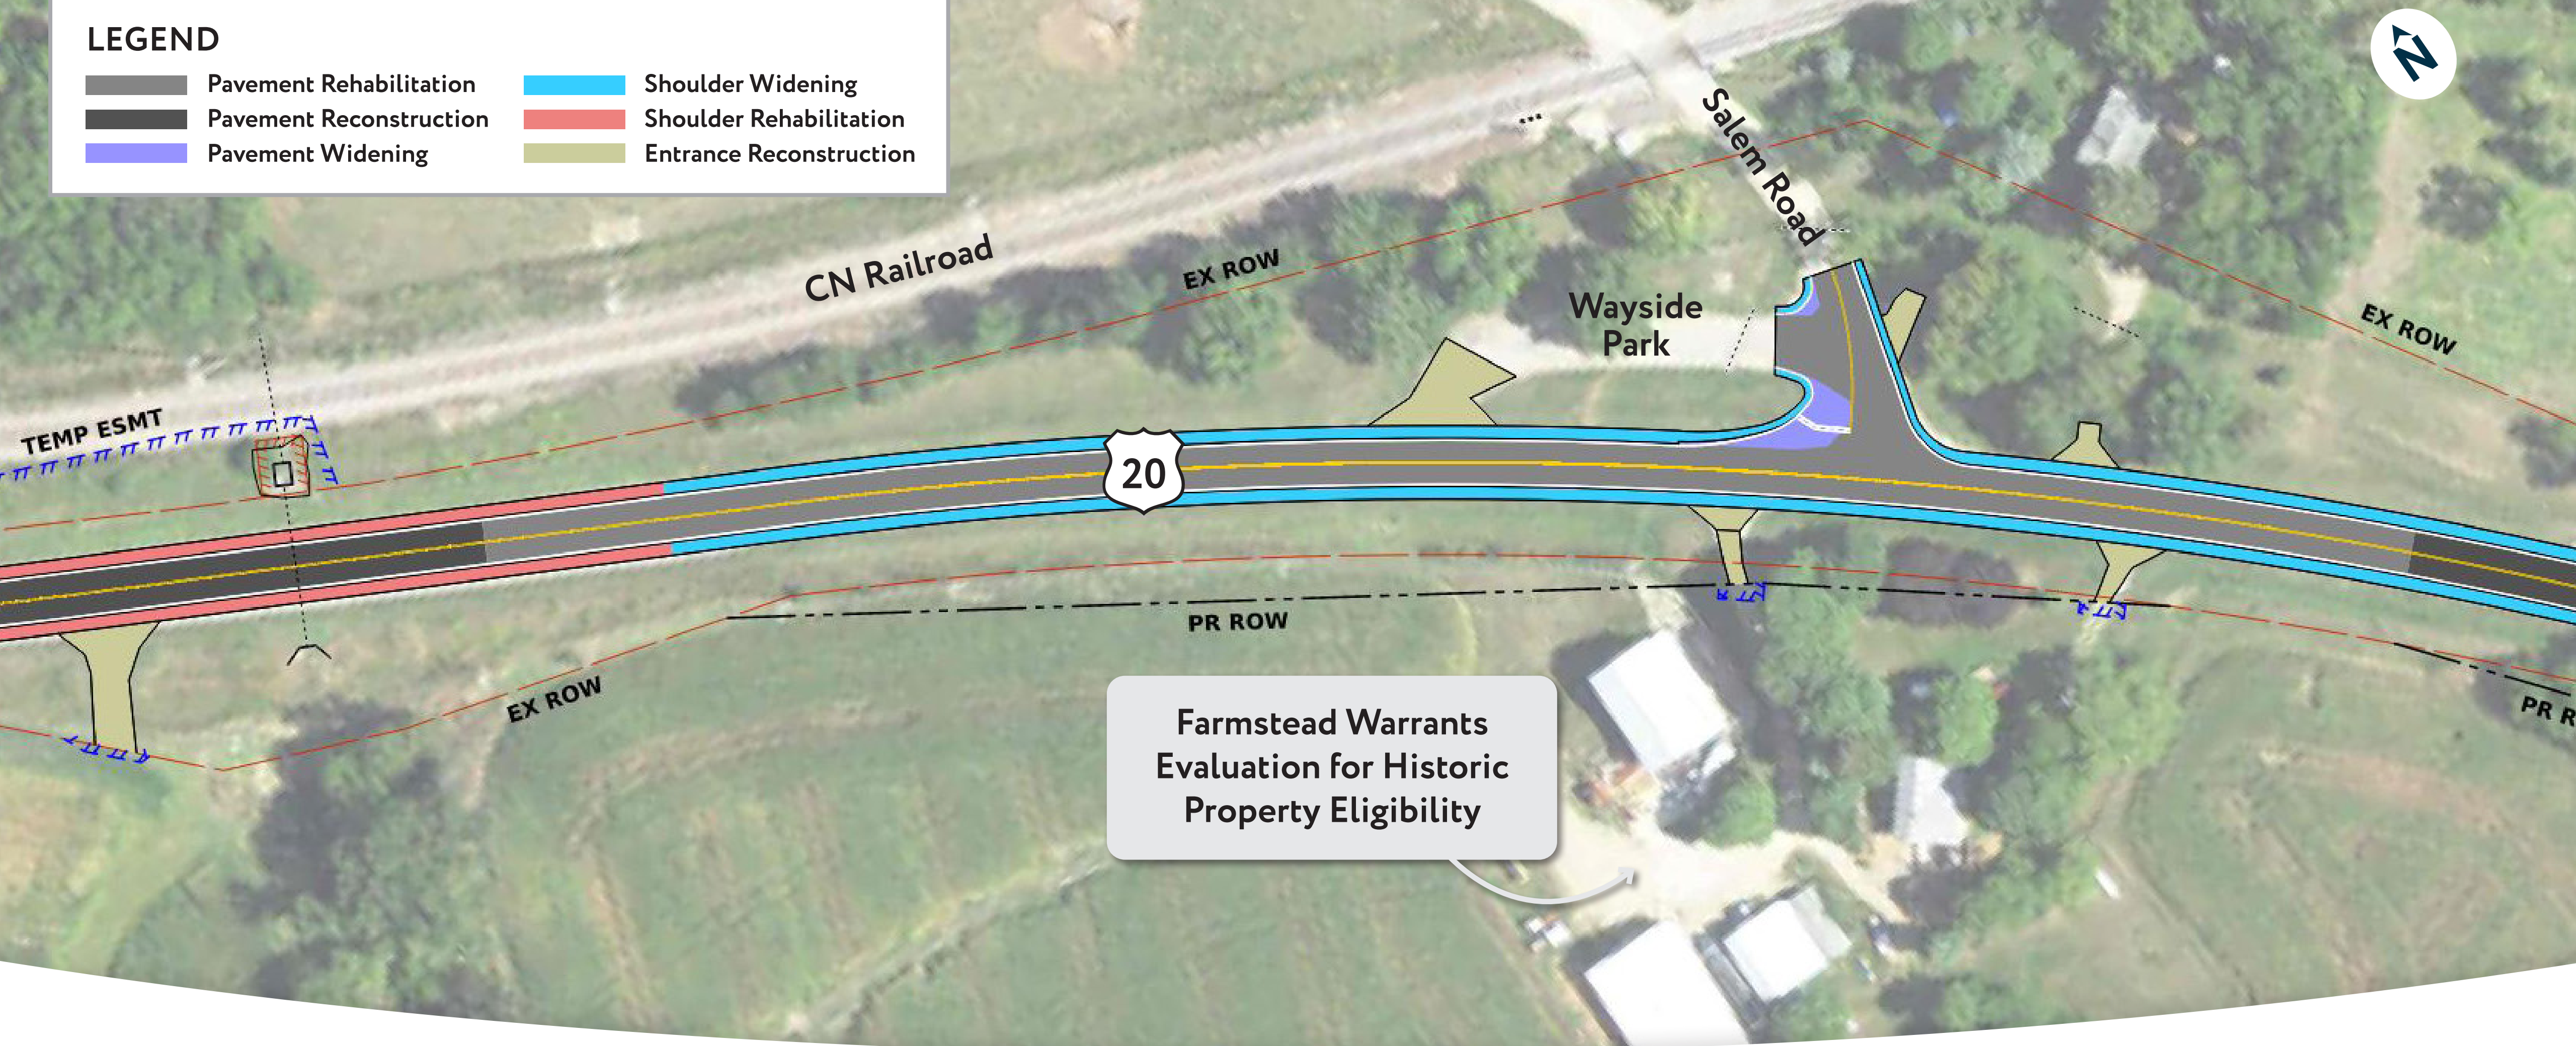 LEGEND
Pavement Rehabilitation
Pavement Reconstruction
Pavement Widening
Shoulder Widening
Shoulder Rehabilitation
Entrance Reconstruction
N
Salem Road
CN Railroad
EX ROW
Wayside
Park
EX ROW
TEMP ESMT
20
PR ROW
EX ROW
PR R
Farmstead Warrants
Evaluation for Historic
Property Eligibility